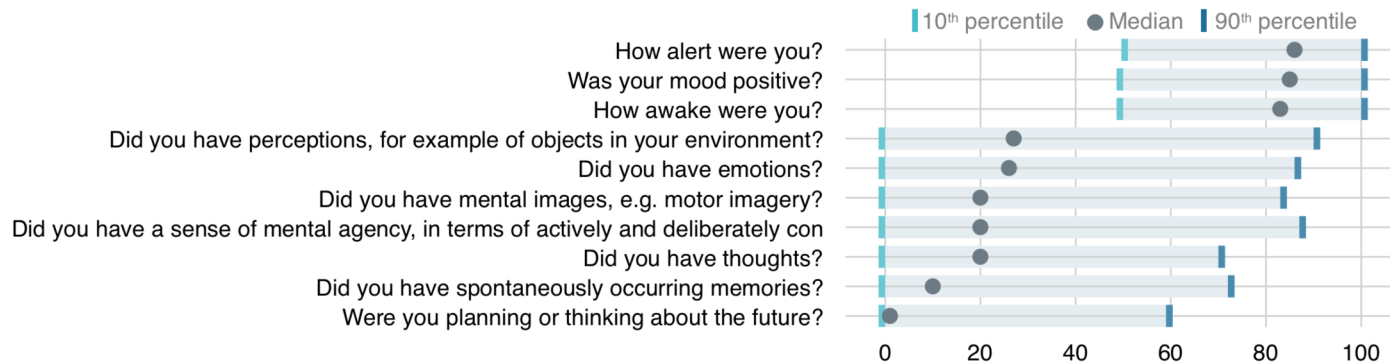 10th percentile Median 90th percentile
How alert were you?
Was your mood positive?
How awake were you?
Did you have perceptions, for example of objects in your environment?
Did you have emotions?
Did you have mental images, e.g. motor imagery?
Did you have a sense of mental agency, in terms of actively and deliberately con
Did you have thoughts?
Did you have spontaneously occurring memories?
Were you planning or thinking about the future?
0 20 40 60 80 100